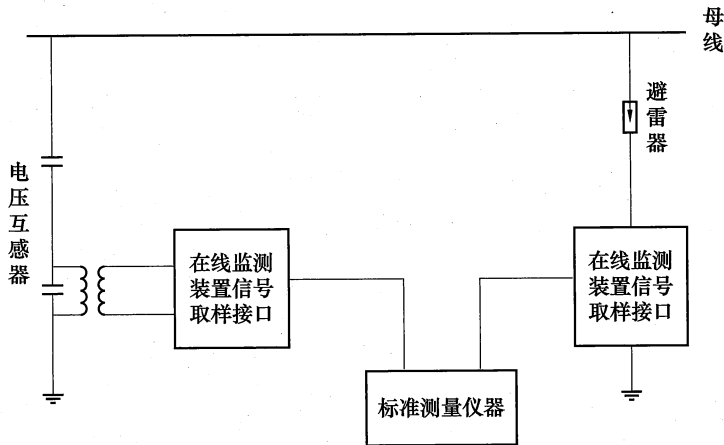 母线
避雷器
电压互感器
在线监测
装置信号
取样接口
在线监测
装置信号
取样接口
标准测量仪器